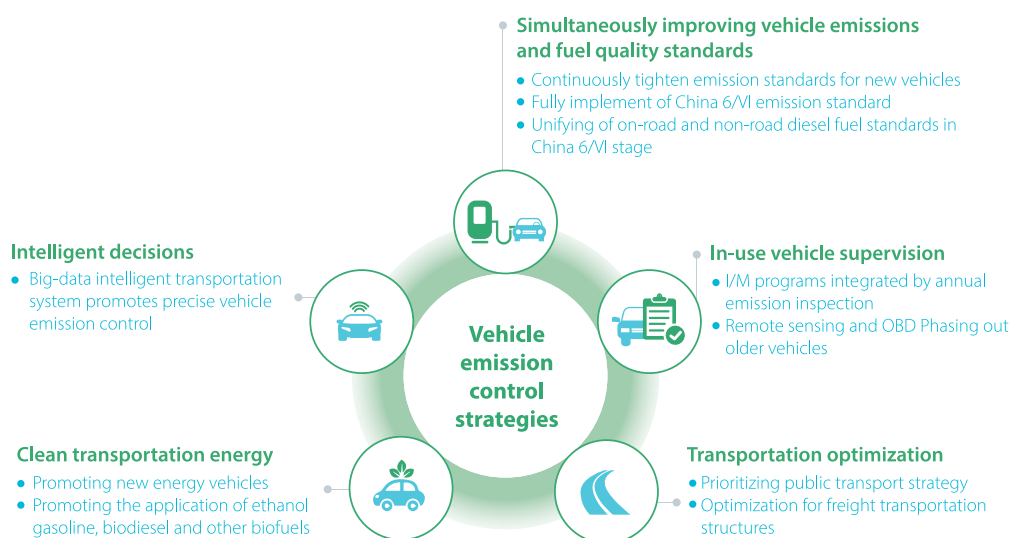 Simultaneously improving vehicle emissions
and fuel quality standards
• Continuously tighten emission standards for new vehicles
• Fully implement of China 6/VI emission standard
• Unifying of on-road and non-road diesel fuel standards in
China 6/VI stage
Intelligent decisions
• Big-data intelligent transportation
system promotes precise vehicle
emission control
In-use vehicle supervision
• I/M programs integrated by annual
emission inspection
• Remote sensing and OBD Phasing out
older vehicles
Vehicle
emission
control
strategies
Clean transportation energy
• Promoting new energy vehicles
• Promoting the application of ethanol
gasoline, biodiesel and other biofuels
Transportation optimization
• Prioritizing public transport strategy
• Optimization for freight transportation
structures